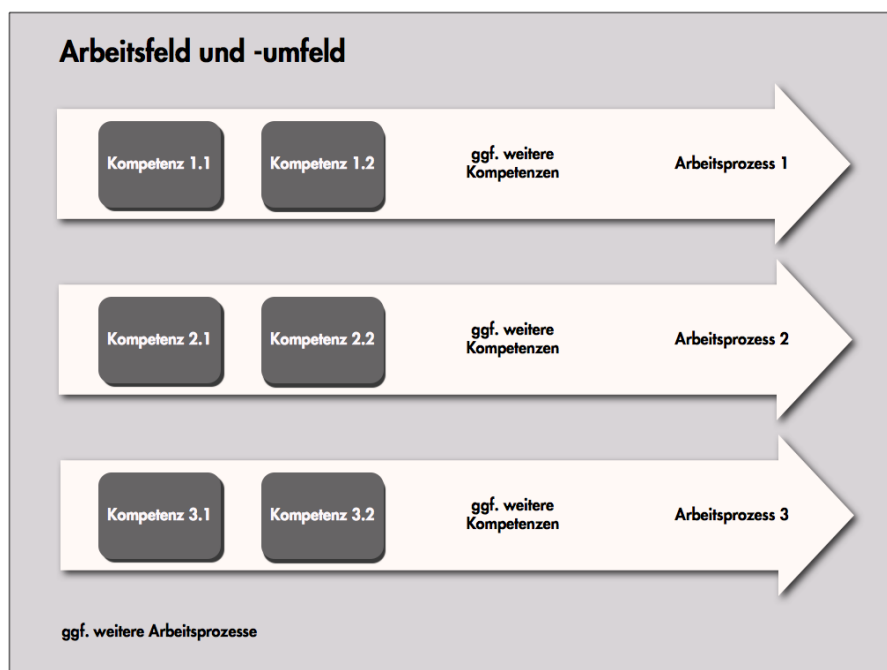 Arbeitsfeld und -umfeld
Kompetenz 1.1
Kompetenz 1.2
ggf. weitere
Kompetenzen
Arbeitsprozess 1
Kompetenz 2.1
Kompetenz 2.2
ggf. weitere
Kompetenzen
Arbeitsprozess 2
Kompetenz 3.1
Kompetenz 3.2
ggf. weitere
Kompetenzen
Arbeitsprozess 3
ggf. weitere Arbeitsprozesse